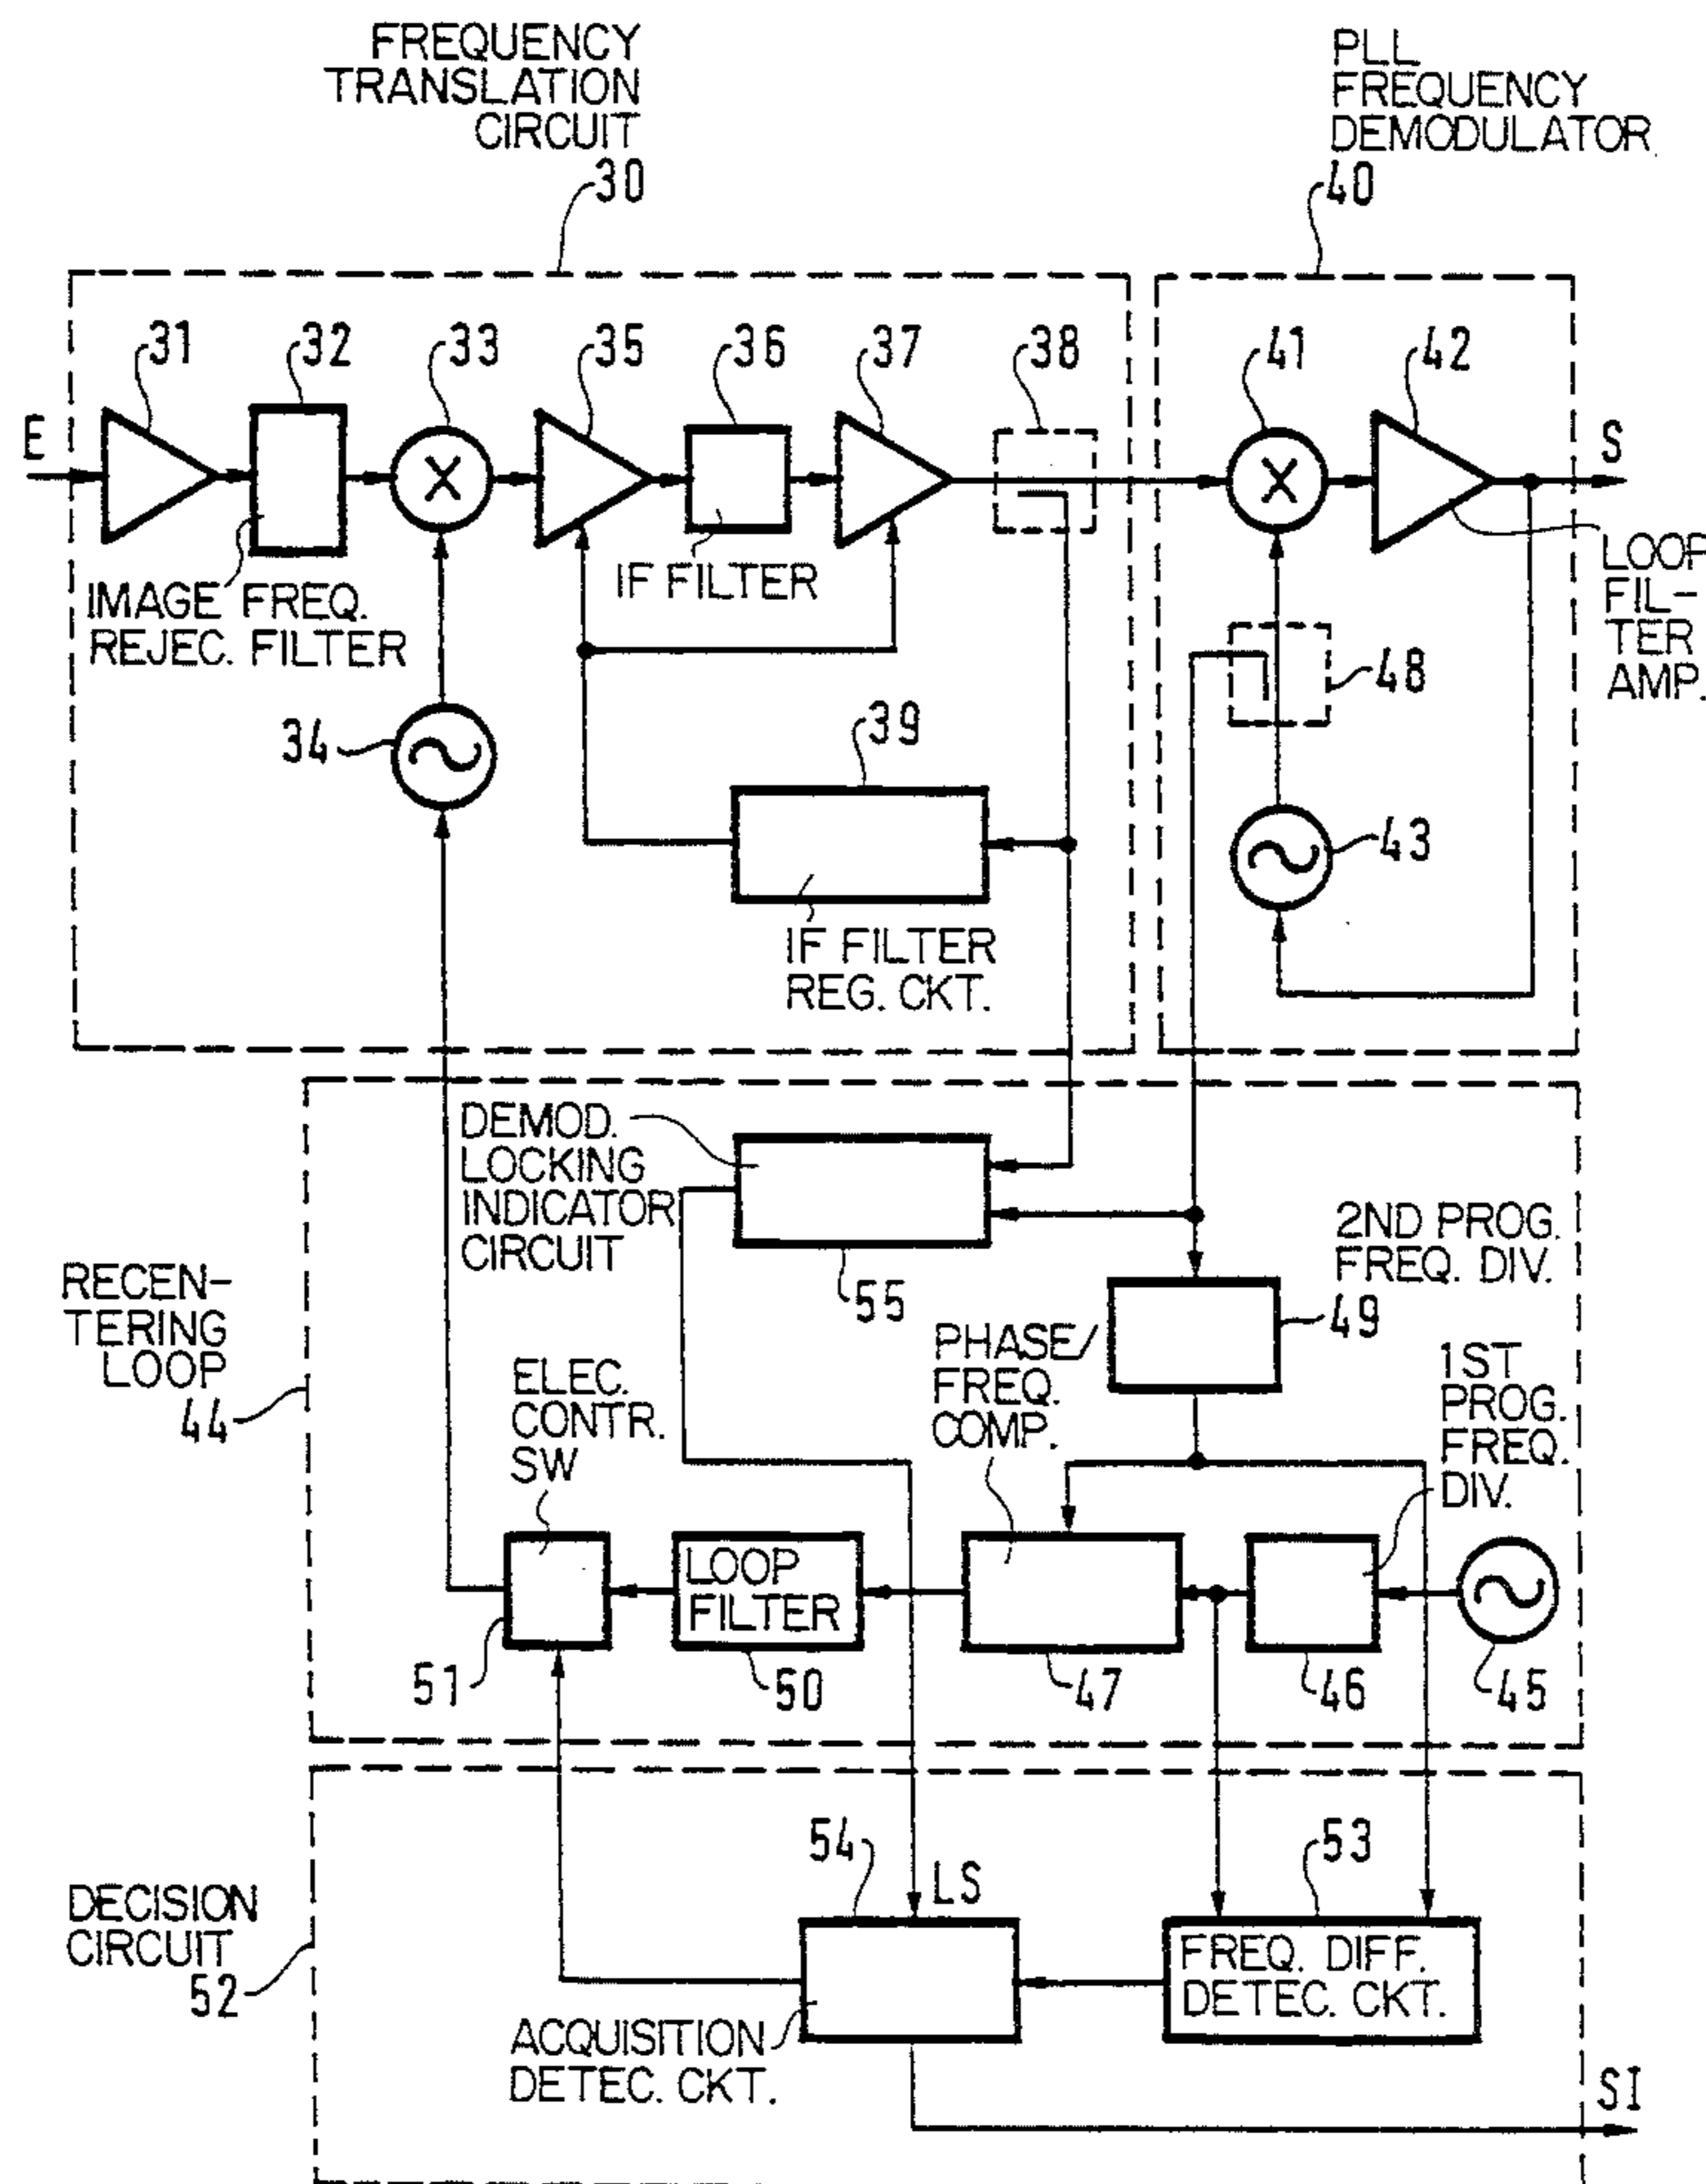 FREQUENCY
TRANSLATION
CIRCUIT
30
PLL
FREQUENCY
DEMODULATOR
40
31
32
33
35
36
37
38
41
42
E
S
IMAGE FREQ.
REJEC. FILTER
IF FILTER
LOOP
FIL-
TER
AMP.
48
34
39
43
IF FILTER
REG. CKT.
DEMOD.
LOCKING
INDICATOR
CIRCUIT
55
2ND PROG.
FREQ. DIV.
49
RECEN-
TERING
LOOP
44
ELEC.
CONTR.
SW
PHASE/
FREQ.
COMP.
1ST
PROG.
FREQ.
DIV.
LOOP
FILTER
51
50
47
46
45
54
LS
53
DECISION
CIRCUIT
52
FREQ. DIFF.
DETEC. CKT.
ACQUISITION
DETEC. CKT.
SI